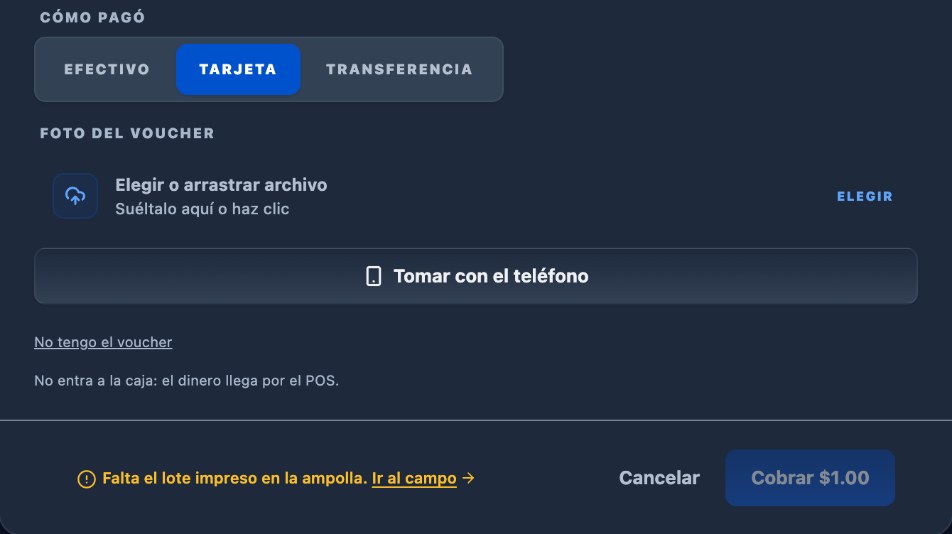 CÓMO PAGÓ
EFECTIVO TARJETA TRANSFERENCIA
FOTO DEL VOUCHER
Elegir o arrastrar archivo
Suéltalo aquí o haz clic
ELEGIR
Tomar con el teléfono
No tengo el voucher
No entra a la caja: el dinero llega por el POS.
Falta el lote impreso en la ampolla. Ir al campo →
Cancelar
Cobrar $1.00